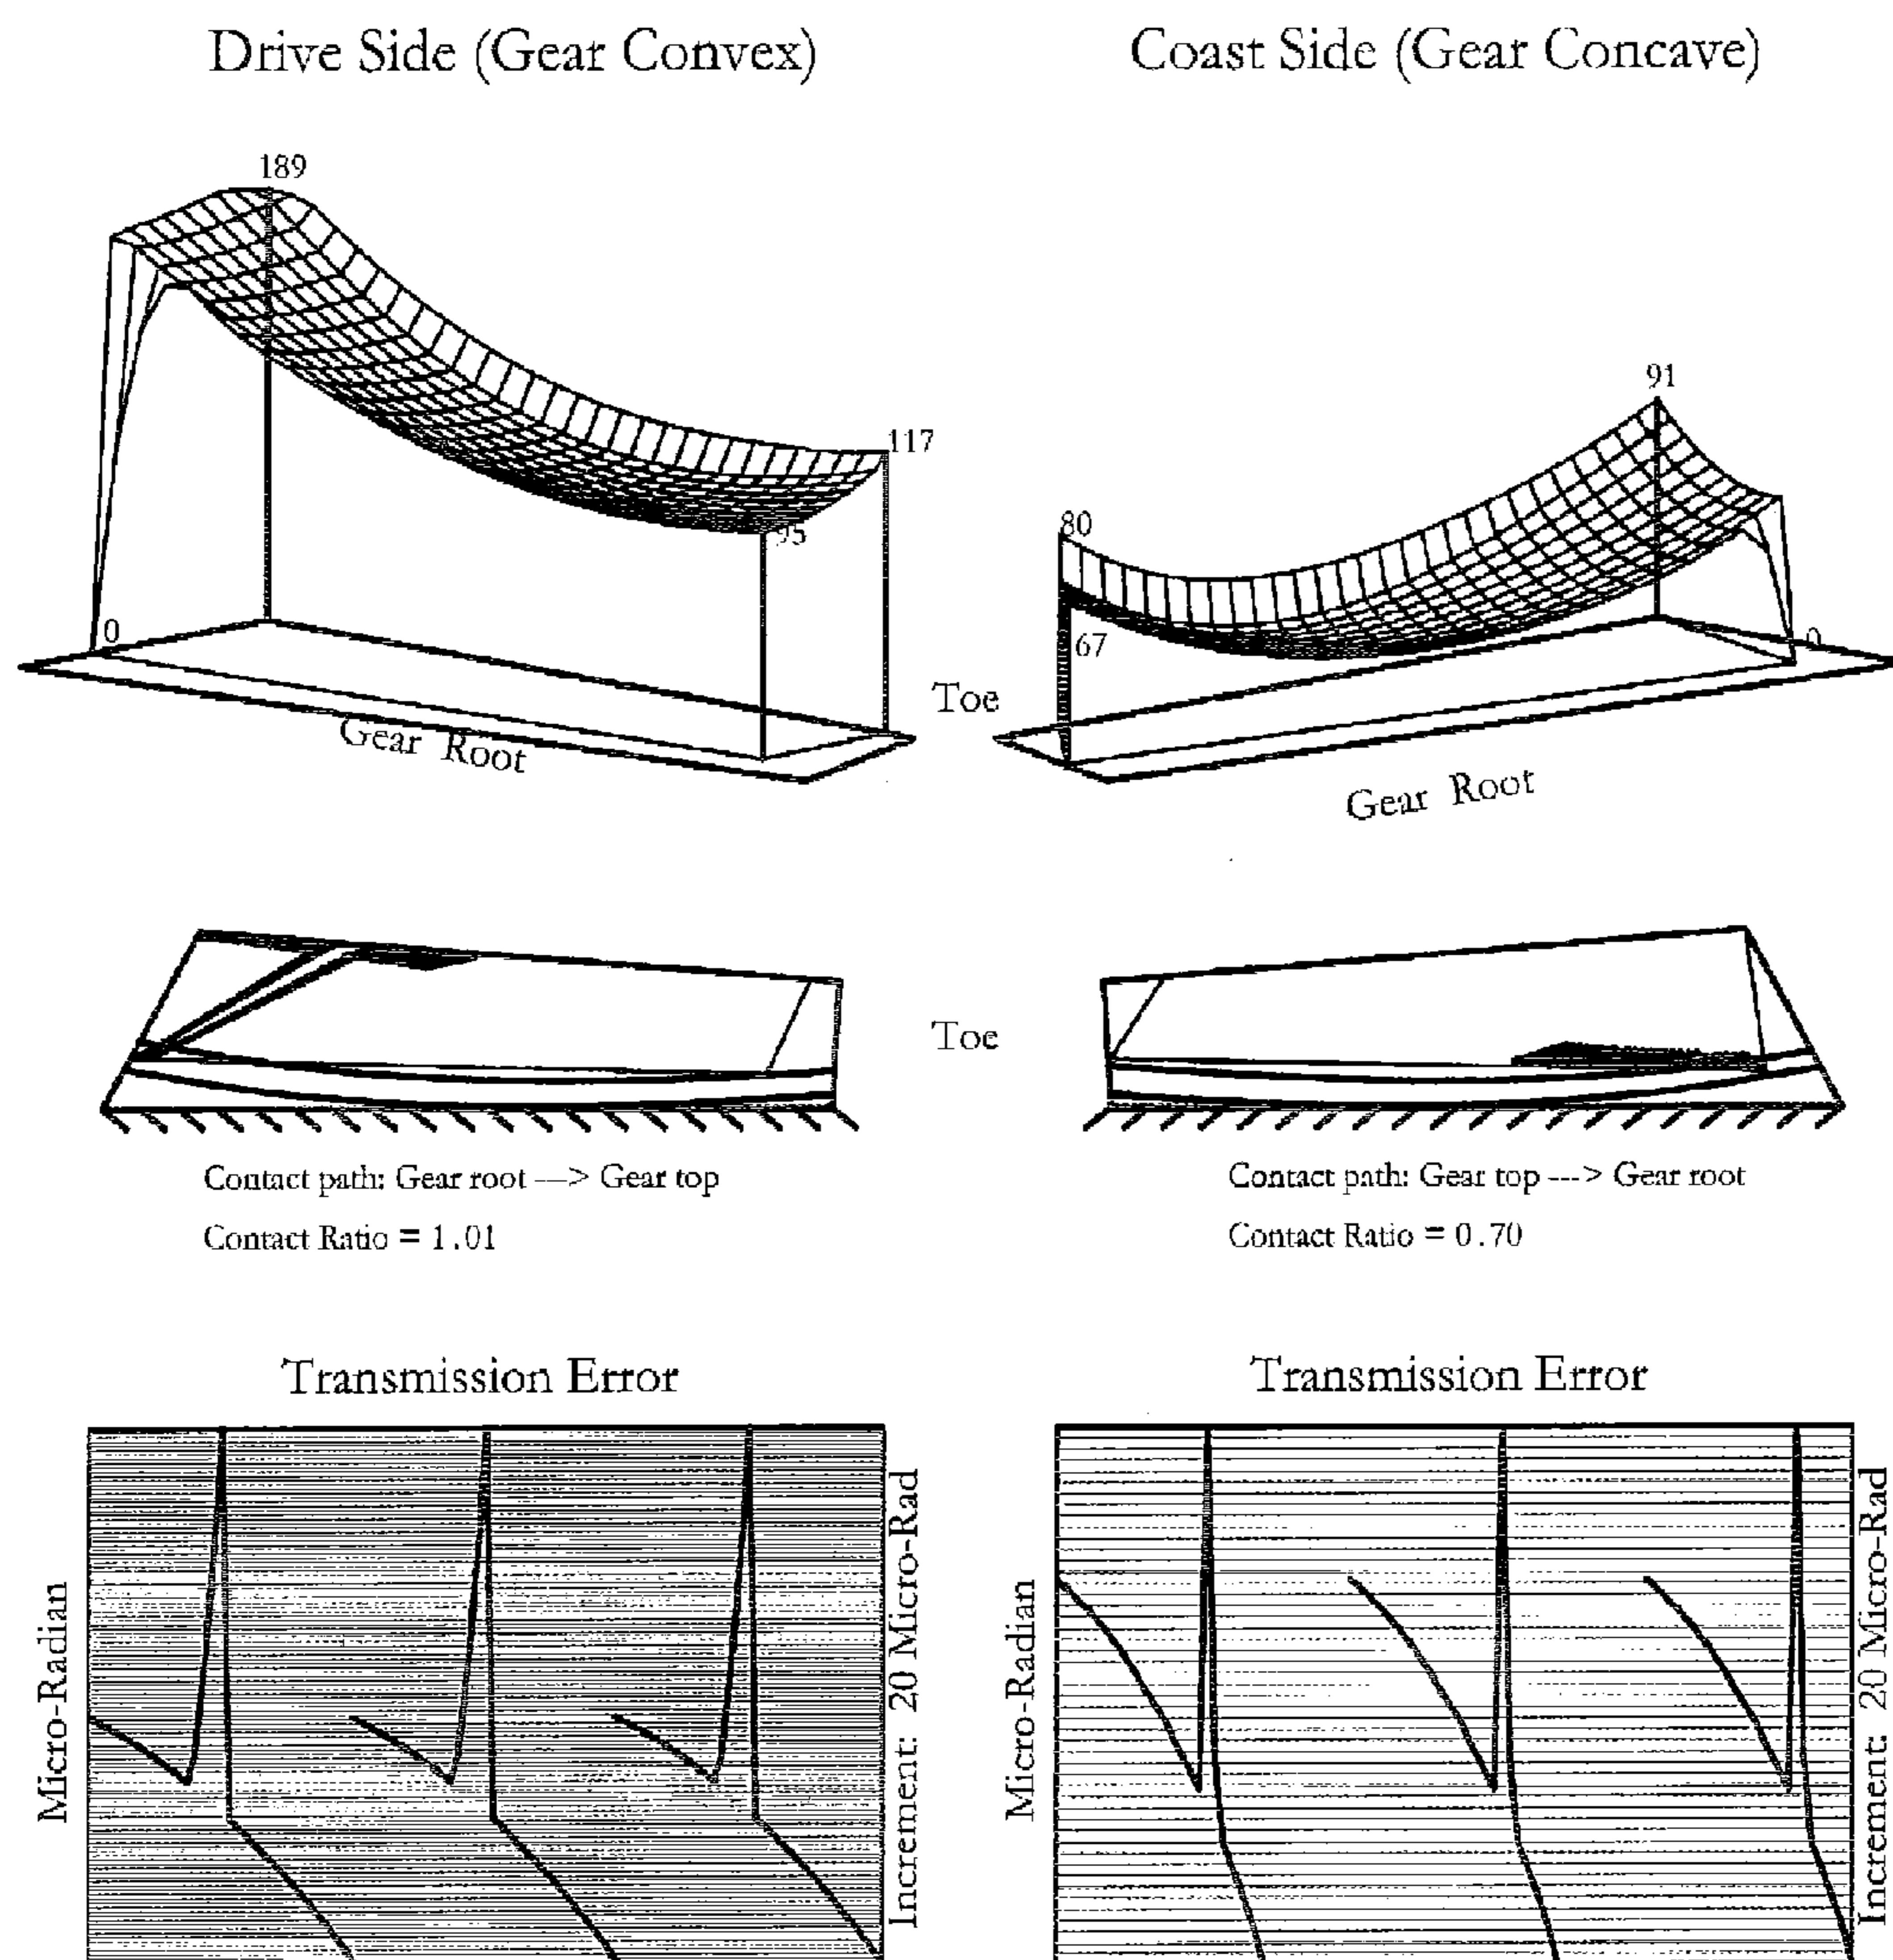 Drive Side (Gear Convex)
Coast Side (Gear Concave)
189
91
117
80
95
0
67
0
Toe
Gear Root
Gear Root
Toe
Contact path: Gear root ---> Gear top
Contact path: Gear top ---> Gear root
Contact Ratio = 1.01
Contact Ratio = 0.70
Transmission Error
Transmission Error
Micro-Radian
Increment: 20 Micro-Rad
Micro-Radian
Increment: 20 Micro-Rad